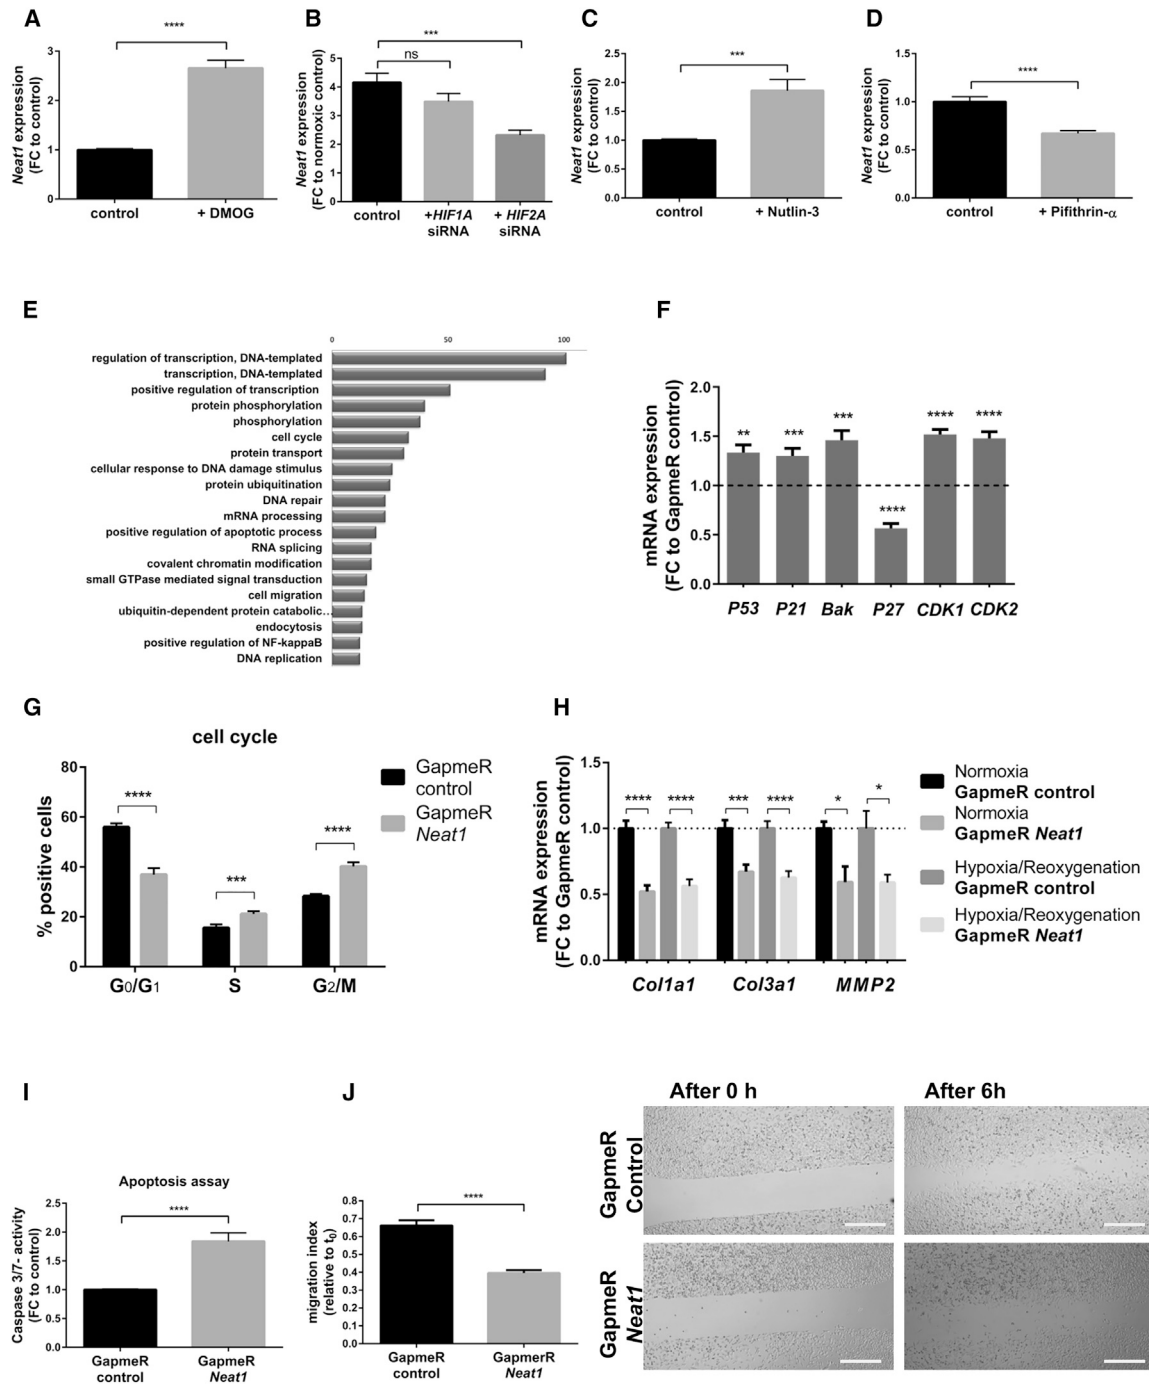 A
****
Neat1 expression
(FC to control)
3
2
1
0
control
+ DMOG
B
***
ns
Neat1 expression
(FC to normoxic control)
5
4
3
2
1
0
control
+HIF1A
siRNA
+ HIF2A
siRNA
C
***
Neat1 expression
(FC to control)
2.5
2.0
1.5
1.0
0.5
0.0
control
+ Nutlin-3
D
****
Neat1 expression
(FC to control)
1.5
1.0
0.5
0.0
control
+ Pifithrin-α
E
0
50
100
regulation of transcription, DNA-templated
transcription, DNA-templated
positive regulation of transcription
protein phosphorylation
phosphorylation
cell cycle
protein transport
cellular response to DNA damage stimulus
protein ubiquitination
DNA repair
mRNA processing
positive regulation of apoptotic process
RNA splicing
covalent chromatin modification
small GTPase mediated signal transduction
cell migration
ubiquitin-dependent protein catabolic...
endocytosis
positive regulation of NF-kappaB
DNA replication
F
mRNA expression
(FC to GapmeR control)
2.0
1.5
1.0
0.5
0.0
**
***
***
****
****
****
P53
P21
Bak
P27
CDK1
CDK2
G
cell cycle
% positive cells
80
60
40
20
0
****
***
****
G0/G1
S
G2/M
GapmeR
control
GapmeR
Neat1
H
mRNA expression
(FC to GapmeR control)
1.5
1.0
0.5
0.0
****
****
***
****
*
*
Col1a1
Col3a1
MMP2
Normoxia
GapmeR control
Normoxia
GapmeR Neat1
Hypoxia/Reoxygenation
GapmeR control
Hypoxia/Reoxygenation
GapmeR Neat1
I
Apoptosis assay
****
Caspase 3/7- activity
(FC to control)
2.5
2.0
1.5
1.0
0.5
0.0
GapmeR
control
GapmeR
Neat1
J
****
migration index
(relative to t0)
0.8
0.7
0.6
0.5
0.4
0.3
0.2
0.1
0.0
GapmeR
control
GapmerR
Neat1
After 0 h
After 6h
GapmeR
Control
GapmeR
Neat1